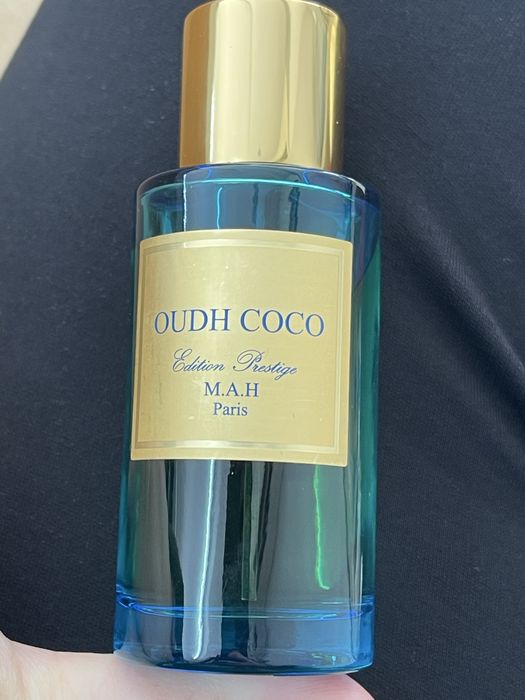 OUDH COCO
Edition Prestige
M.A.H
Paris